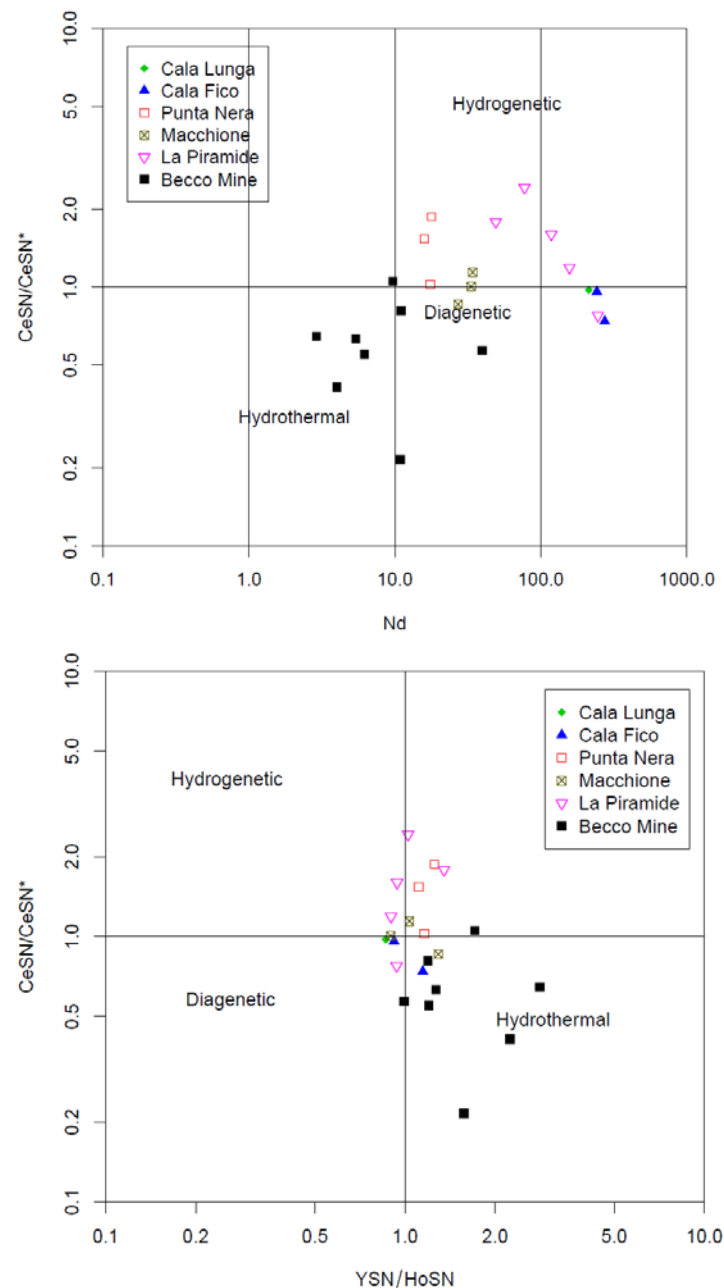 10.0
5.0
2.0
1.0
0.5
0.2
0.1
CeSN/CeSN*
Cala Lunga
Cala Fico
Punta Nera
Macchione
La Piramide
Becco Mine
Hydrogenetic
Diagenetic
Hydrothermal
0.1 1.0 10.0 100.0 1000.0
Nd
10.0
5.0
2.0
1.0
0.5
0.2
0.1
CeSN/CeSN*
Cala Lunga
Cala Fico
Punta Nera
Macchione
La Piramide
Becco Mine
Hydrogenetic
Diagenetic
Hydrothermal
0.1 0.2 0.5 1.0 2.0 5.0 10.0
YSN/HoSN